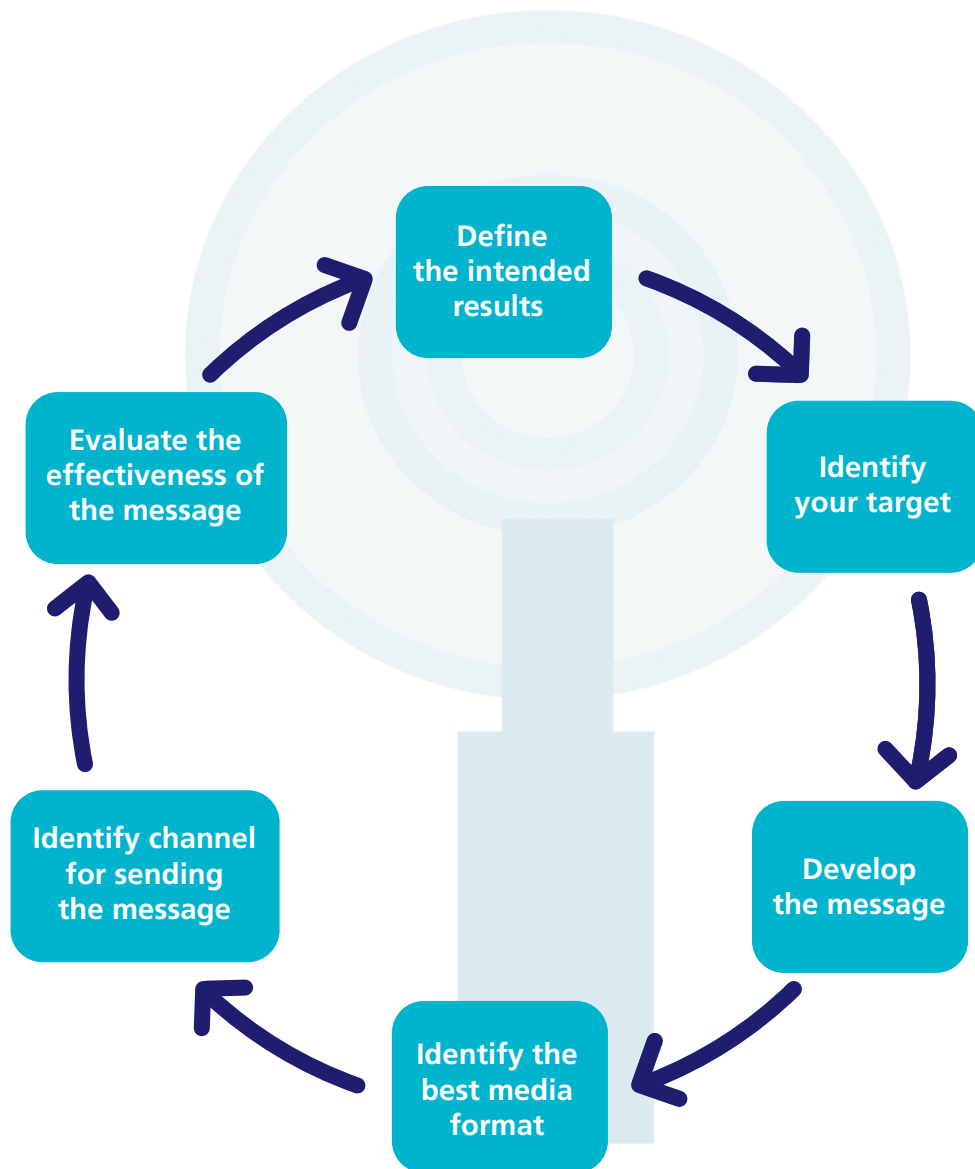 Define
the intended
results
Identify
your target
Develop
the message
Identify the
best media
format
Identify channel
for sending
the message
Evaluate the
effectiveness of
the message